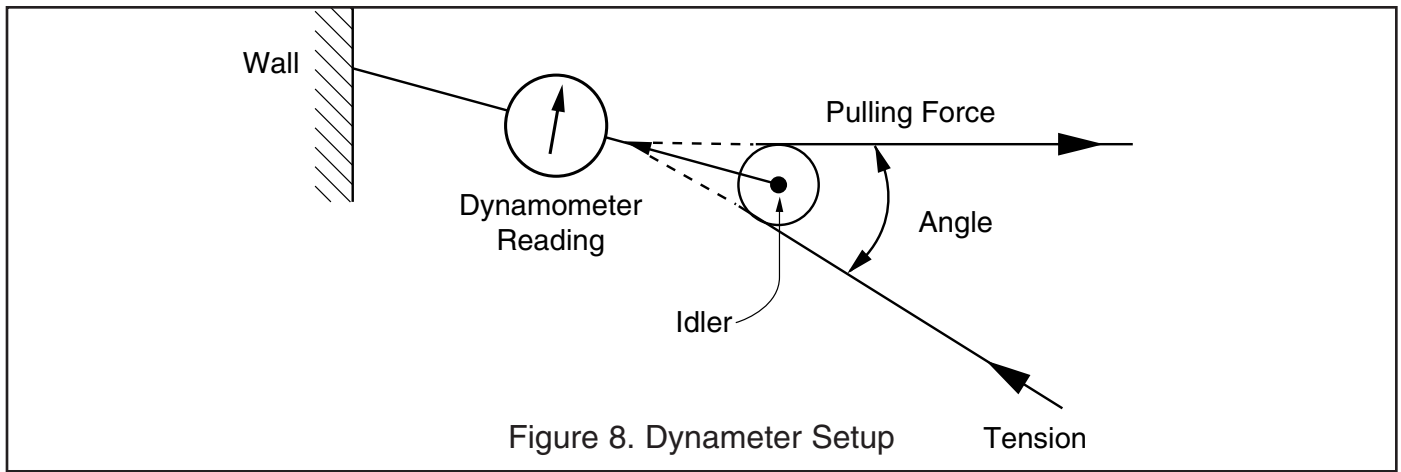 Wall
Pulling Force
Dynamometer
Reading
Angle
Idler
Figure 8. Dynameter Setup
Tension